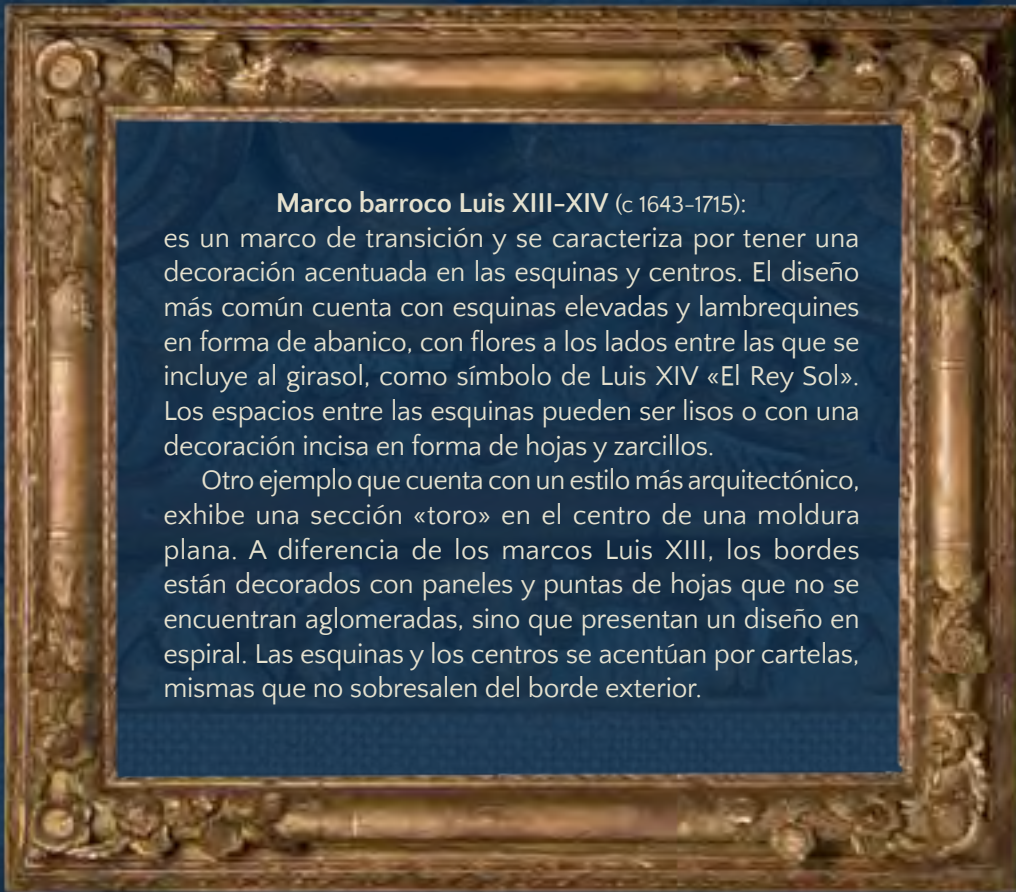 Marco barroco Luis XIII-XIV (c 1643-1715):
es un marco de transición y se caracteriza por tener una
decoración acentuada en las esquinas y centros. El diseño
más común cuenta con esquinas elevadas y lambrequines
en forma de abanico, con flores a los lados entre las que se
incluye al girasol, como símbolo de Luis XIV «El Rey Sol».
Los espacios entre las esquinas pueden ser lisos o con una
decoración incisa en forma de hojas y zarcillos.
Otro ejemplo que cuenta con un estilo más arquitectónico,
exhibe una sección «toro» en el centro de una moldura
plana. A diferencia de los marcos Luis XIII, los bordes
están decorados con paneles y puntas de hojas que no se
encuentran aglomeradas, sino que presentan un diseño en
espiral. Las esquinas y los centros se acentúan por cartelas,
mismas que no sobresalen del borde exterior.